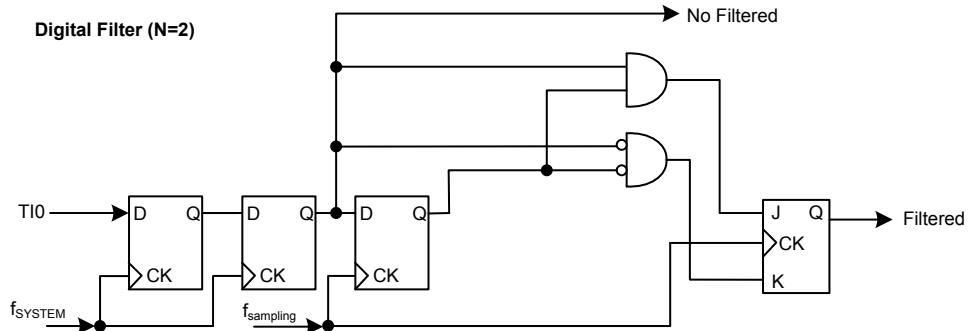 Digital Filter (N=2)
No Filtered
TI0
D Q
CK
D Q
CK
D Q
CK
J Q
CK
K
Filtered
fSYSTEM
fsampling